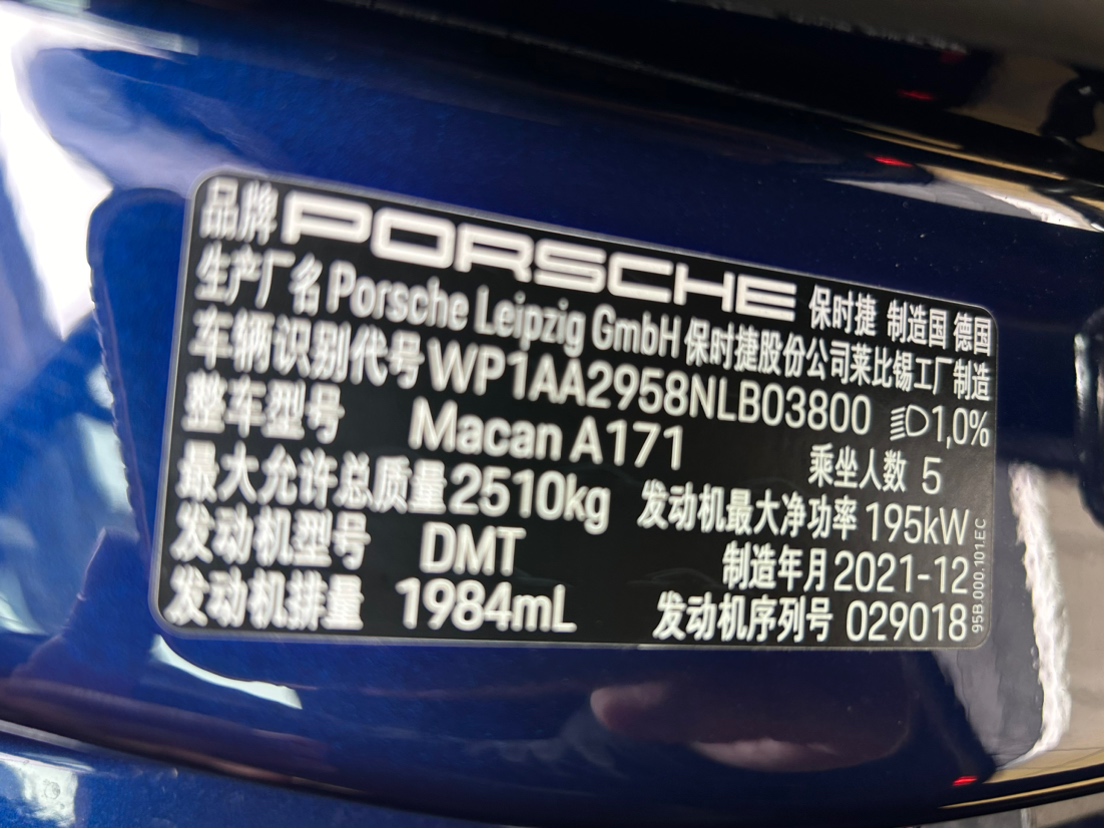 品牌 PORSCHE 保时捷 制造国 德国
生产厂名 Porsche Leipzig GmbH 保时捷股份公司莱比锡工厂制造
车辆识别代号 WP1AA2958NLB03800 1,0%
整车型号 Macan A171 乘坐人数 5
最大允许总质量 2510kg 发动机最大净功率 195kW
发动机型号 DMT 制造年月 2021-12
发动机排量 1984mL 发动机序列号 029018
95B.000.101.EC